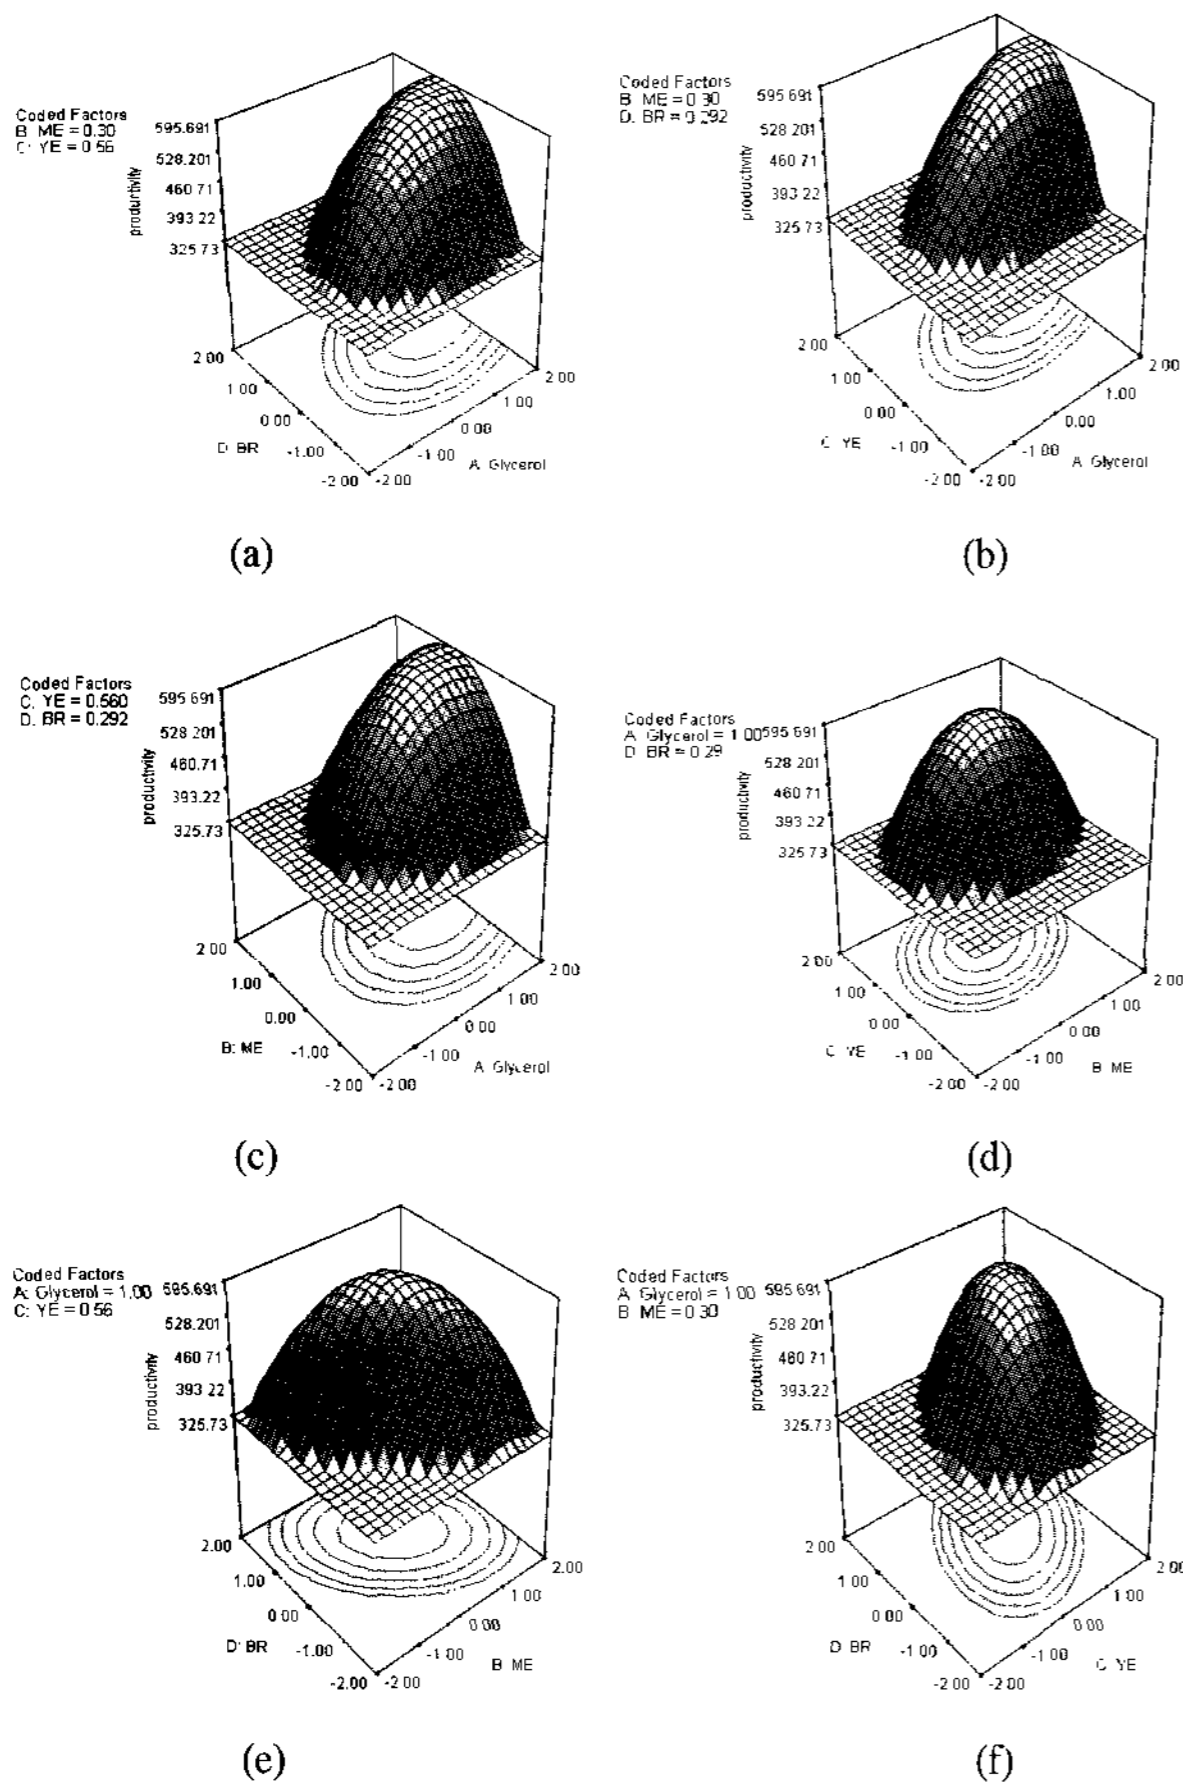 Coded Factors
B: ME = 0.30
C: YE = 0.56
595.691
528.201
460.71
393.22
325.73
productivity
2.00
1.00
0.00
-1.00
-2.00
D: BR
-2.00
-1.00
0.00
1.00
2.00
A: Glycerol
(a)
Coded Factors
B: ME = 0.30
D: BR = 0.292
595.691
528.201
460.71
393.22
325.73
productivity
2.00
1.00
0.00
-1.00
-2.00
C: YE
-2.00
-1.00
0.00
1.00
2.00
A: Glycerol
(b)
Coded Factors
C: YE = 0.560
D: BR = 0.292
595.691
528.201
460.71
393.22
325.73
productivity
2.00
1.00
0.00
-1.00
-2.00
B: ME
-2.00
-1.00
0.00
1.00
2.00
A: Glycerol
(c)
Coded Factors
A: Glycerol = 1.00
D: BR = 0.29
595.691
528.201
460.71
393.22
325.73
productivity
2.00
1.00
0.00
-1.00
-2.00
C: YE
-2.00
-1.00
0.00
1.00
2.00
B: ME
(d)
Coded Factors
A: Glycerol = 1.00
C: YE = 0.56
595.691
528.201
460.71
393.22
325.73
productivity
2.00
1.00
0.00
-1.00
-2.00
D: BR
-2.00
-1.00
0.00
1.00
2.00
B: ME
(e)
Coded Factors
A: Glycerol = 1.00
B: ME = 0.30
595.691
528.201
460.71
393.22
325.73
productivity
2.00
1.00
0.00
-1.00
-2.00
D: BR
-2.00
-1.00
0.00
1.00
2.00
C: YE
(f)